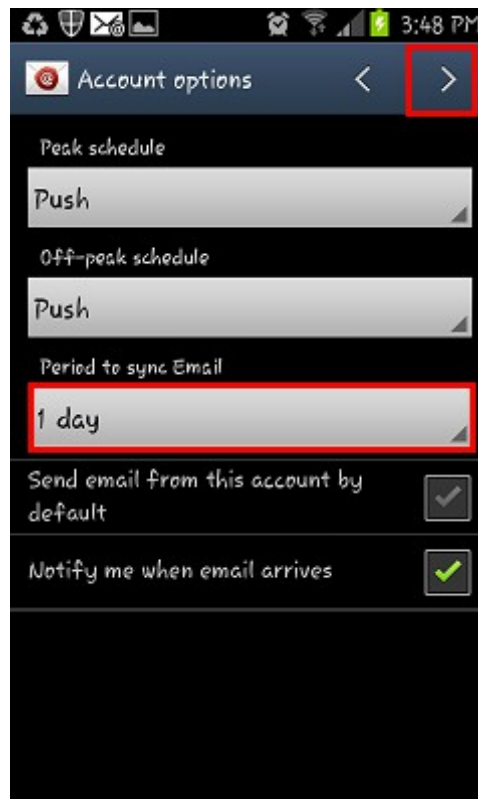 3:48 PM
Account options
Peak schedule
Push
Off-peak schedule
Push
Period to sync Email
1 day
Send email from this account by
default
Notify me when email arrives